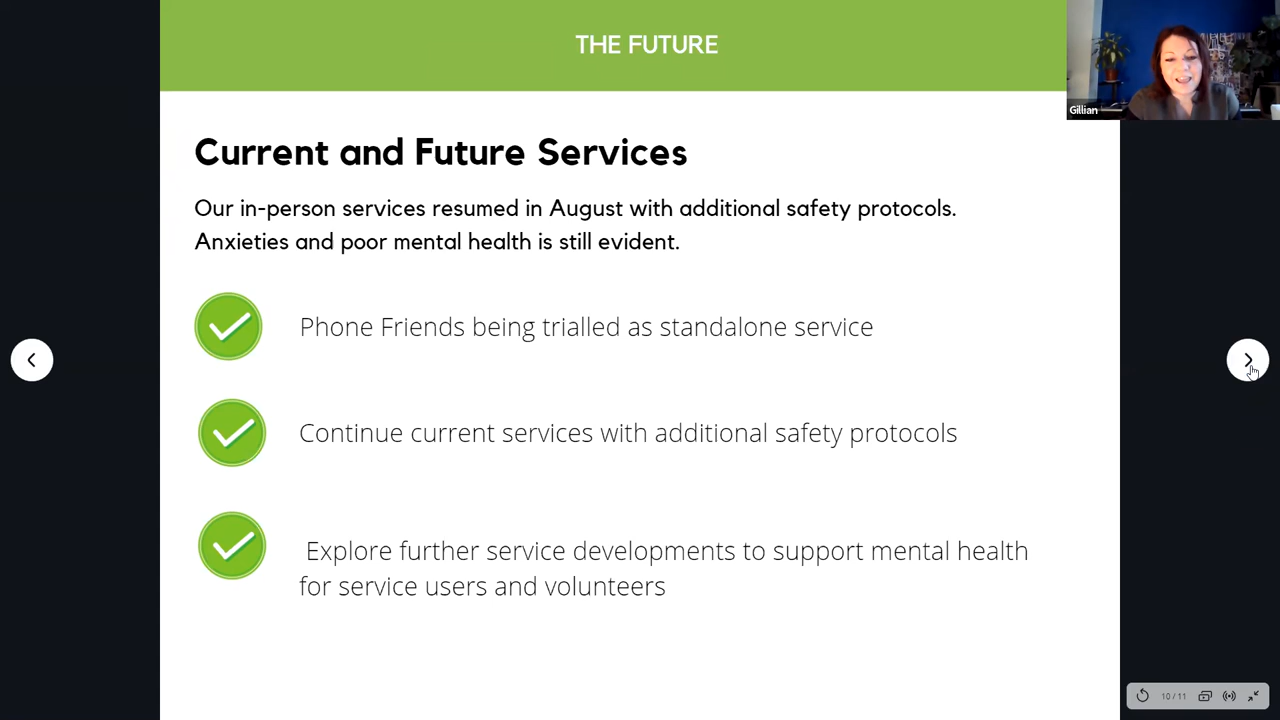 THE FUTURE
Gillian
Current and Future Services
Our in-person services resumed in August with additional safety protocols.
Anxieties and poor mental health is still evident.
Phone Friends being trialled as standalone service
Continue current services with additional safety protocols
Explore further service developments to support mental health
for service users and volunteers
10/11